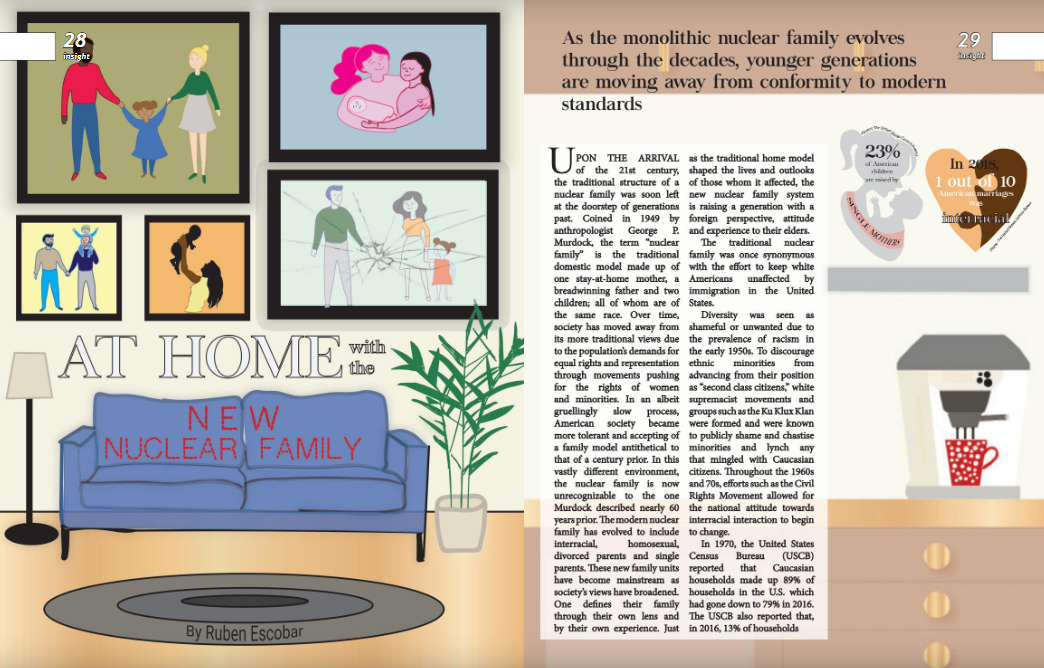 28
insight
AT HOME with
the
NEW
NUCLEAR FAMILY
By Ruben Escobar
29
insight
As the monolithic nuclear family evolves
through the decades, younger generations
are moving away from conformity to modern
standards
UPON THE ARRIVAL
of the 21st century,
the traditional structure of a
nuclear family was soon left
at the doorstep of generations
past. Coined in 1949 by
anthropologist George P.
Murdock, the term "nuclear
family" is the traditional
domestic model made up of
one stay-at-home mother, a
breadwinning father and two
children; all of whom are of
the same race. Over time,
society has moved away from
its more traditional views due
to the population's demands for
equal rights and representation
through movements pushing
for the rights of women
and minorities. In an albeit
gruellingly slow process,
American society became
more tolerant and accepting of
a family model antithetical to
that of a century prior. In this
vastly different environment,
the nuclear family is now
unrecognizable to the one
Murdock described nearly 60
years prior. The modern nuclear
family has evolved to include
interracial, homosexual,
divorced parents and single
parents. These new family units
have become mainstream as
society's views have broadened.
One defines their family
through their own lens and
by their own experience. Just
as the traditional home model
shaped the lives and outlooks
of those whom it affected, the
new nuclear family system
is raising a generation with a
foreign perspective, attitude
and experience to their elders.
The traditional nuclear
family was once synonymous
with the effort to keep white
Americans unaffected by
immigration in the United
States.
Diversity was seen as
shameful or unwanted due to
the prevalence of racism in
the early 1950s. To discourage
ethnic minorities from
advancing from their position
as "second class citizens," white
supremacist movements and
groups such as the Ku Klux Klan
were formed and were known
to publicly shame and chastise
minorities and lynch any
that mingled with Caucasian
citizens. Throughout the 1960s
and 70s, efforts such as the Civil
Rights Movement allowed for
the national attitude towards
interracial interaction to begin
to change.
In 1970, the United States
Census Bureau (USCB)
reported that Caucasian
households made up 89% of
households in the U.S. which
had gone down to 79% in 2016.
The USCB also reported that,
in 2016, 13% of households
23%
of American
children
are raised by
SINGLE MOTHERS
In 2018,
1 out of 10
American marriages
was
interracial.